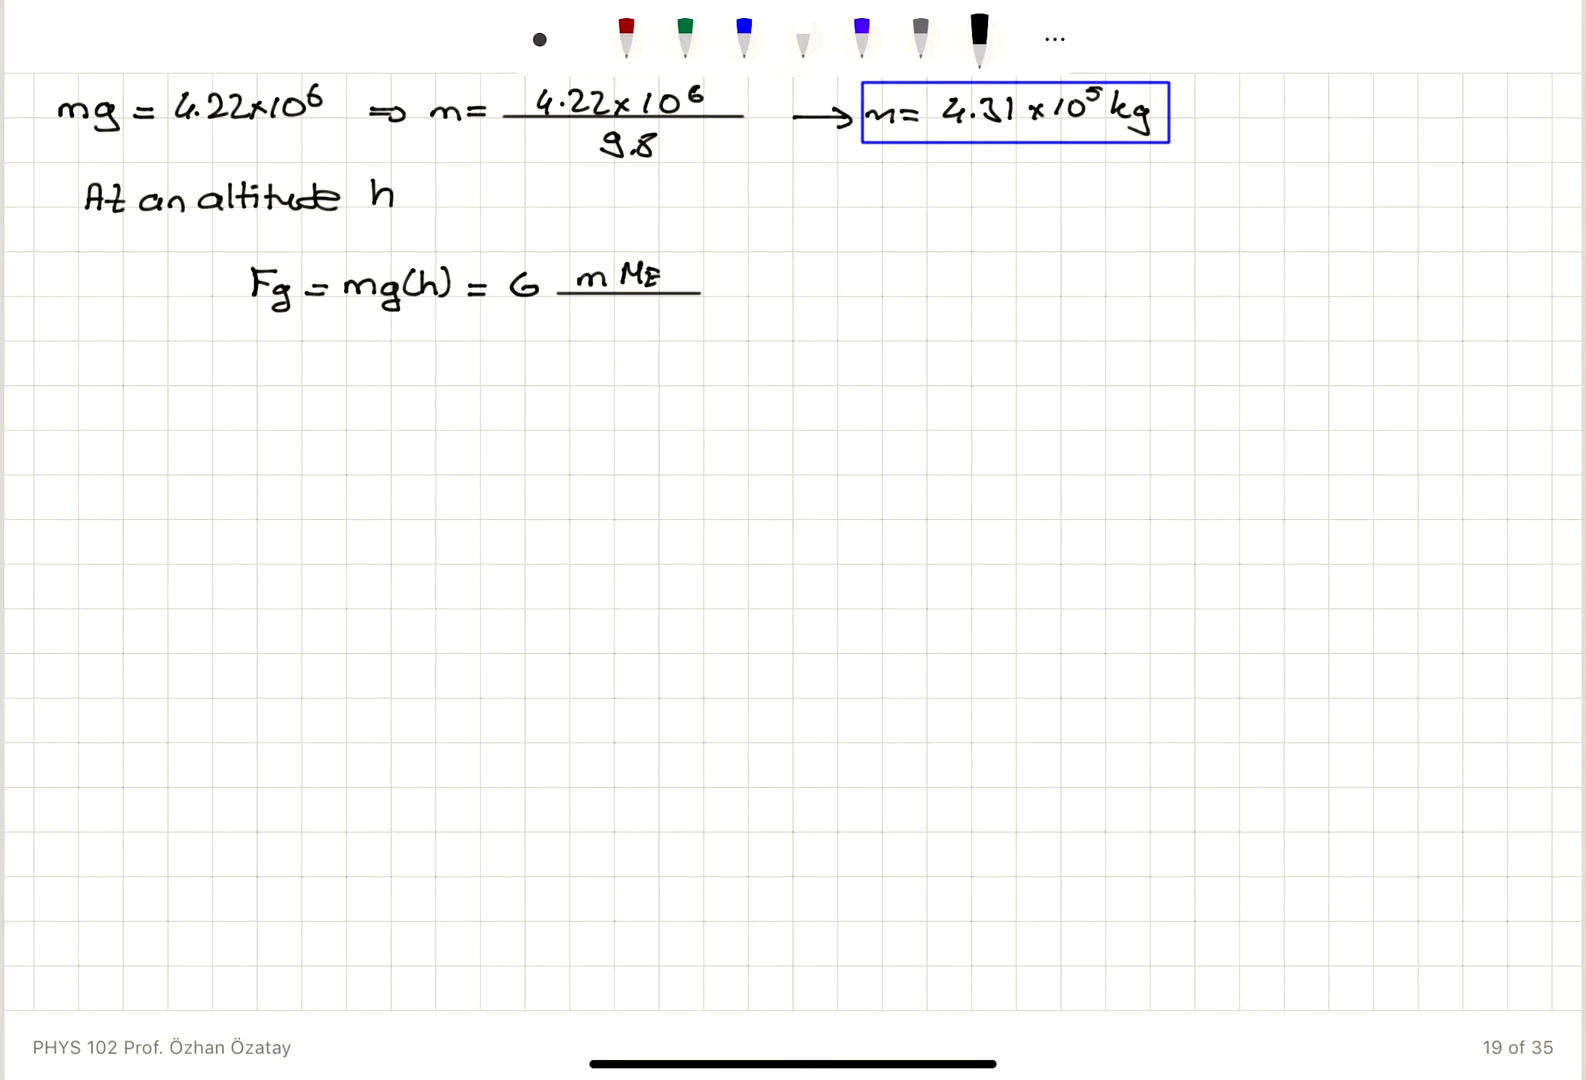 mg = 4.22×10⁶ ⇒ m = 4.22×10⁶ / 9.8 → m = 4.31 × 10⁵ kg
At an altitude h
Fg = mg(h) = G m ME
PHYS 102 Prof. Özhan Özatay
19 of 35